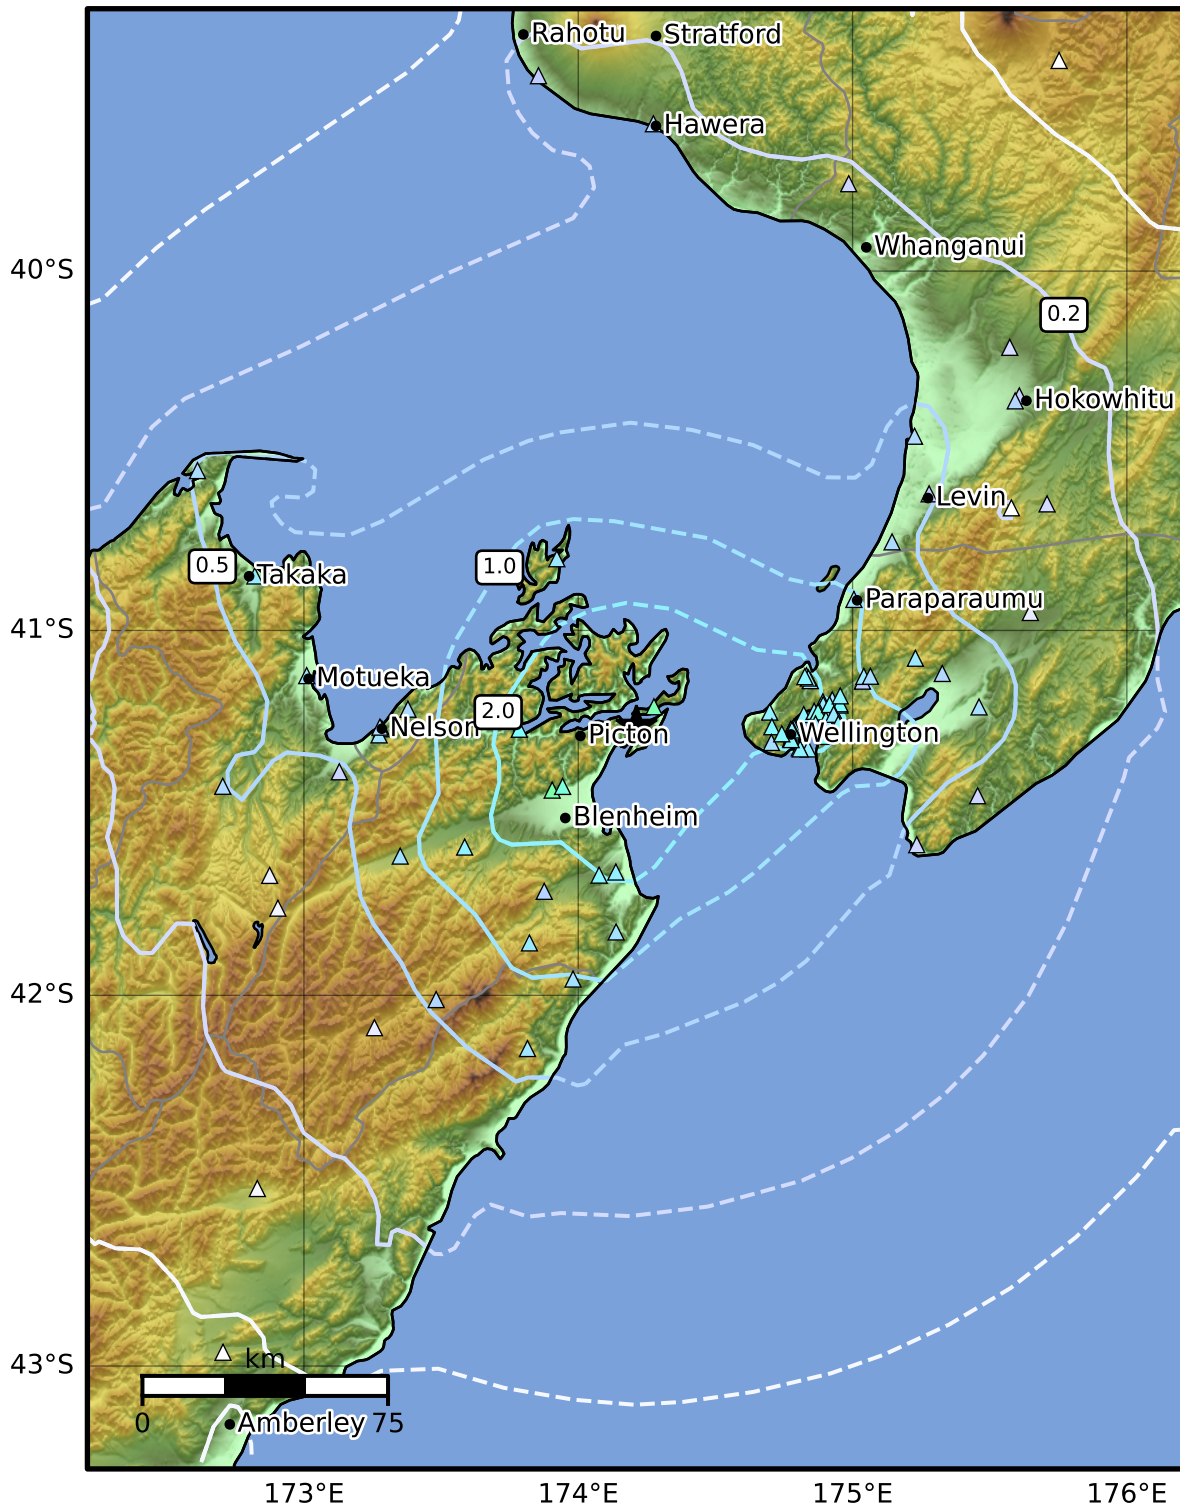 Rahotu
Stratford
Hawera
Whanganui
40°S
0.2
Hokowhitu
Levin
0.5
Takaka
1.0
Paraparaumu
41°S
Motueka
2.0
Nelson
Picton
Wellington
Blenheim
42°S
43°S
km
0
75
Amberley
173°E
174°E
175°E
176°E